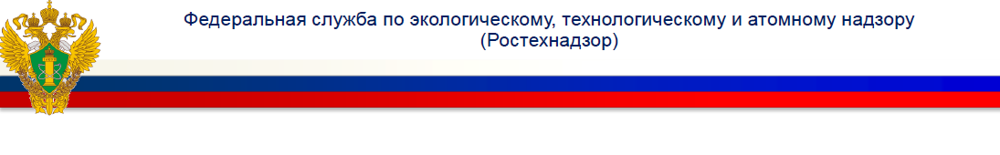 Федеральная служба по экологическому, технологическому и атомному надзору
(Ростехнадзор)